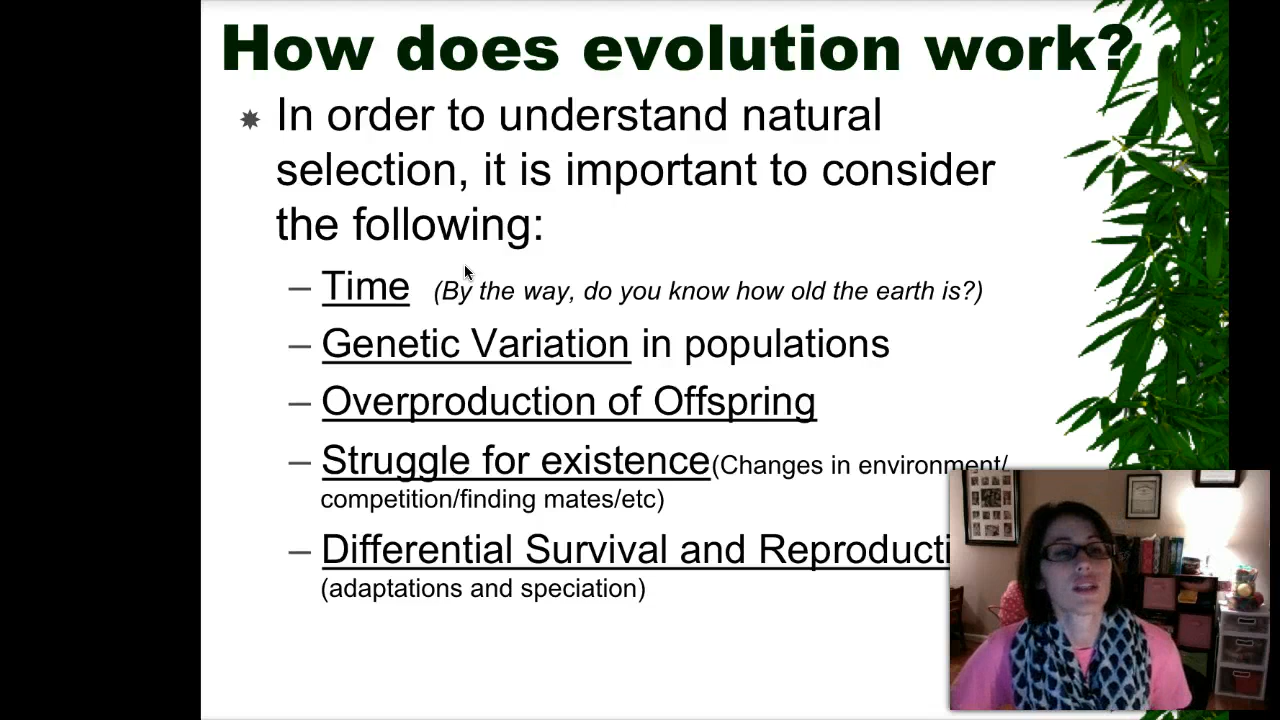 How does evolution work?
In order to understand natural
selection, it is important to consider
the following:
– Time (By the way, do you know how old the earth is?)
– Genetic Variation in populations
– Overproduction of Offspring
– Struggle for existence(Changes in environment/
competition/finding mates/etc)
– Differential Survival and Reproducti
(adaptations and speciation)